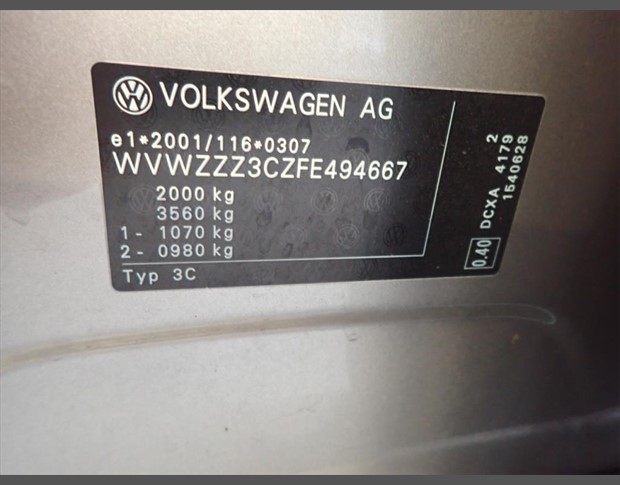 VOLKSWAGEN AG
e1*2001/116*0307
WVWZZZ3CZFE494667
2000 kg
3560 kg
1- 1070 kg
2- 0980 kg
Typ 3C
0.40 DCXA 4179 2
1540628